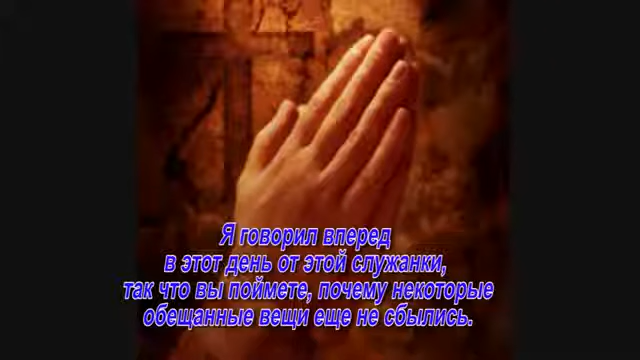 Я говорил вперед
в этот день от этой служанки,
так что вы поймете, почему некоторые
обещанные вещи еще не сбылись.